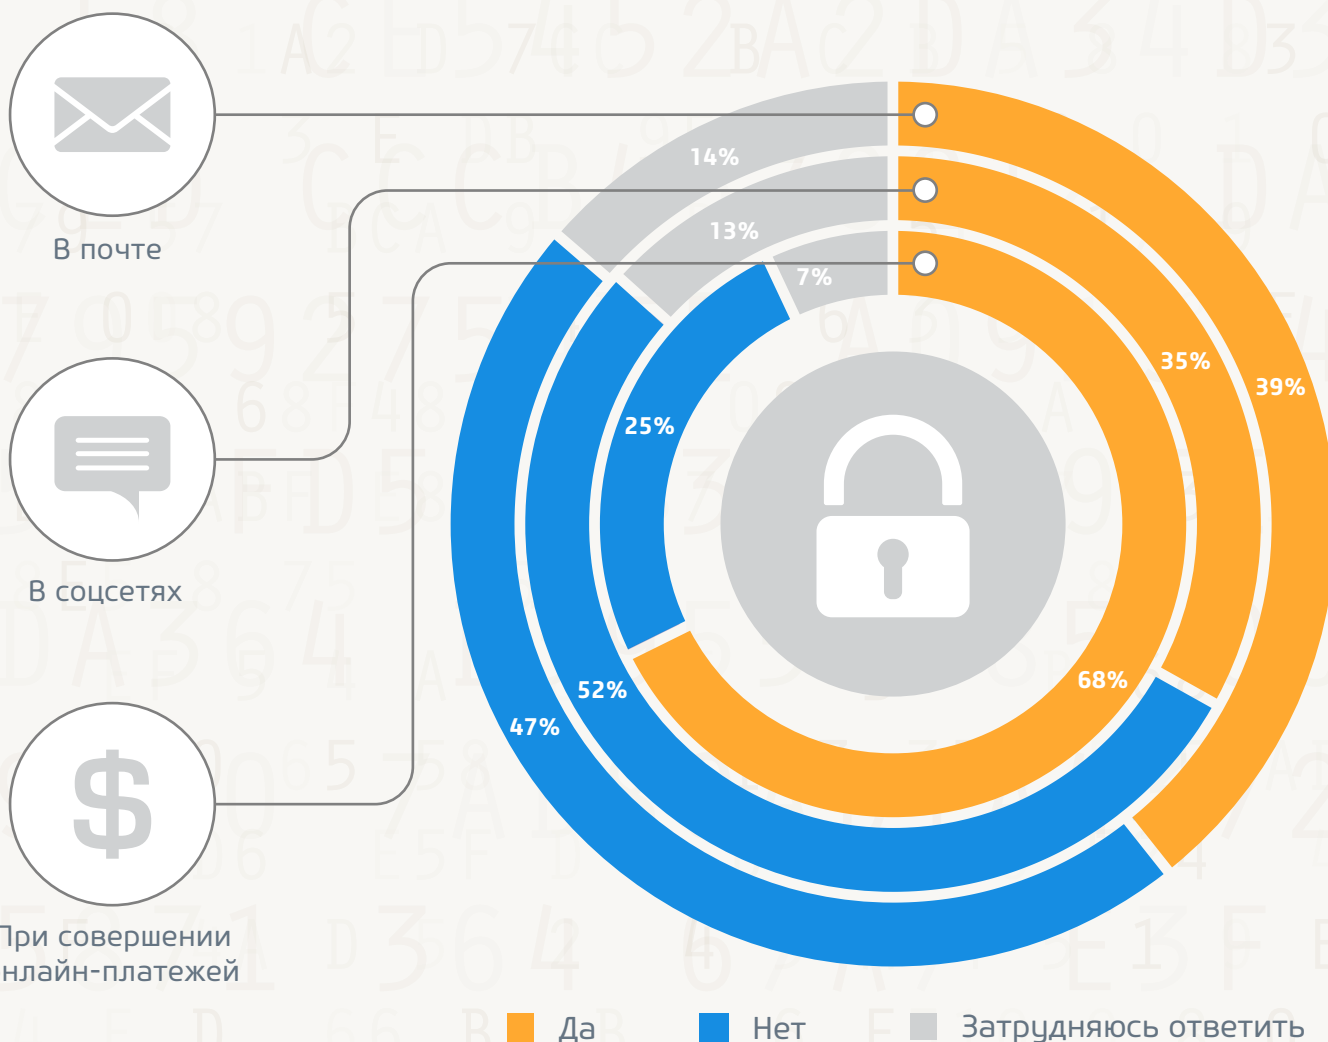 14%
13%
7%
В почте
35%
39%
25%
В соцсетях
68%
52%
47%
$
При совершении
нлайн-платежей
Да
Нет
Затрудняюсь ответить